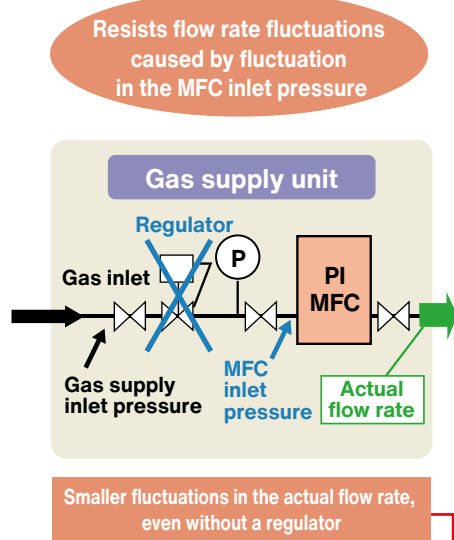 Resists flow rate fluctuations
caused by fluctuation
in the MFC inlet pressure
Gas supply unit
Regulator
Gas inlet
P
PI
MFC
Gas supply
inlet pressure
MFC
inlet
pressure
Actual
flow rate
Smaller fluctuations in the actual flow rate,
even without a regulator